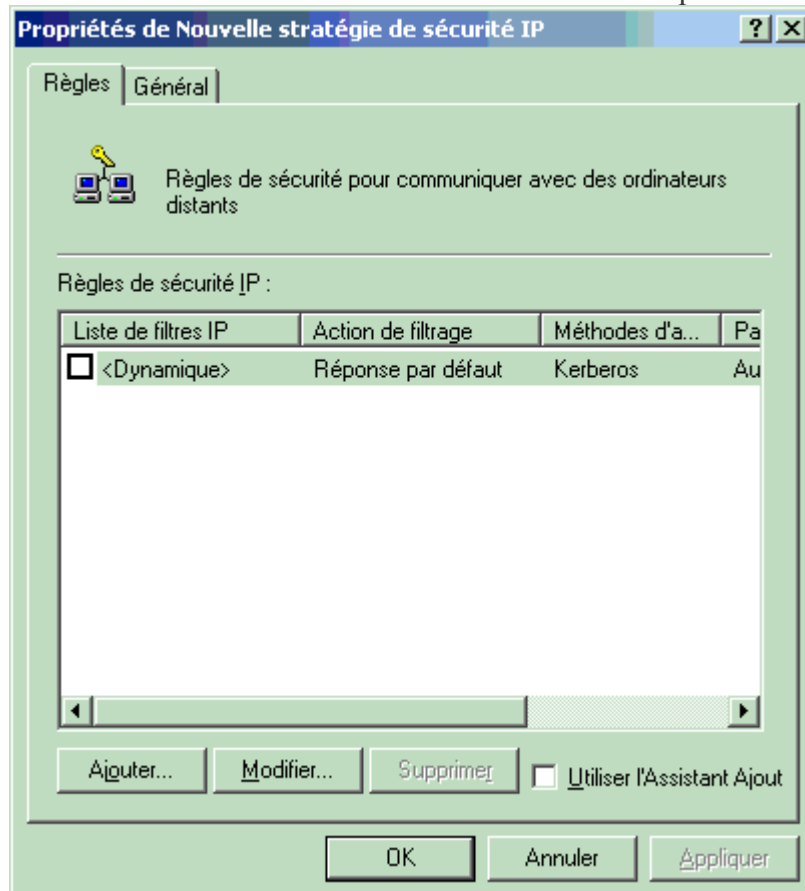 Propriétés de Nouvelle stratégie de sécurité IP
Règles Général
Règles de sécurité pour communiquer avec des ordinateurs
distants
Règles de sécurité IP :
Liste de filtres IP Action de filtrage Méthodes d'a... Pa
<Dynamique> Réponse par défaut Kerberos Au
Ajouter... Modifier... Supprimer Utiliser l'Assistant Ajout
OK Annuler Appliquer